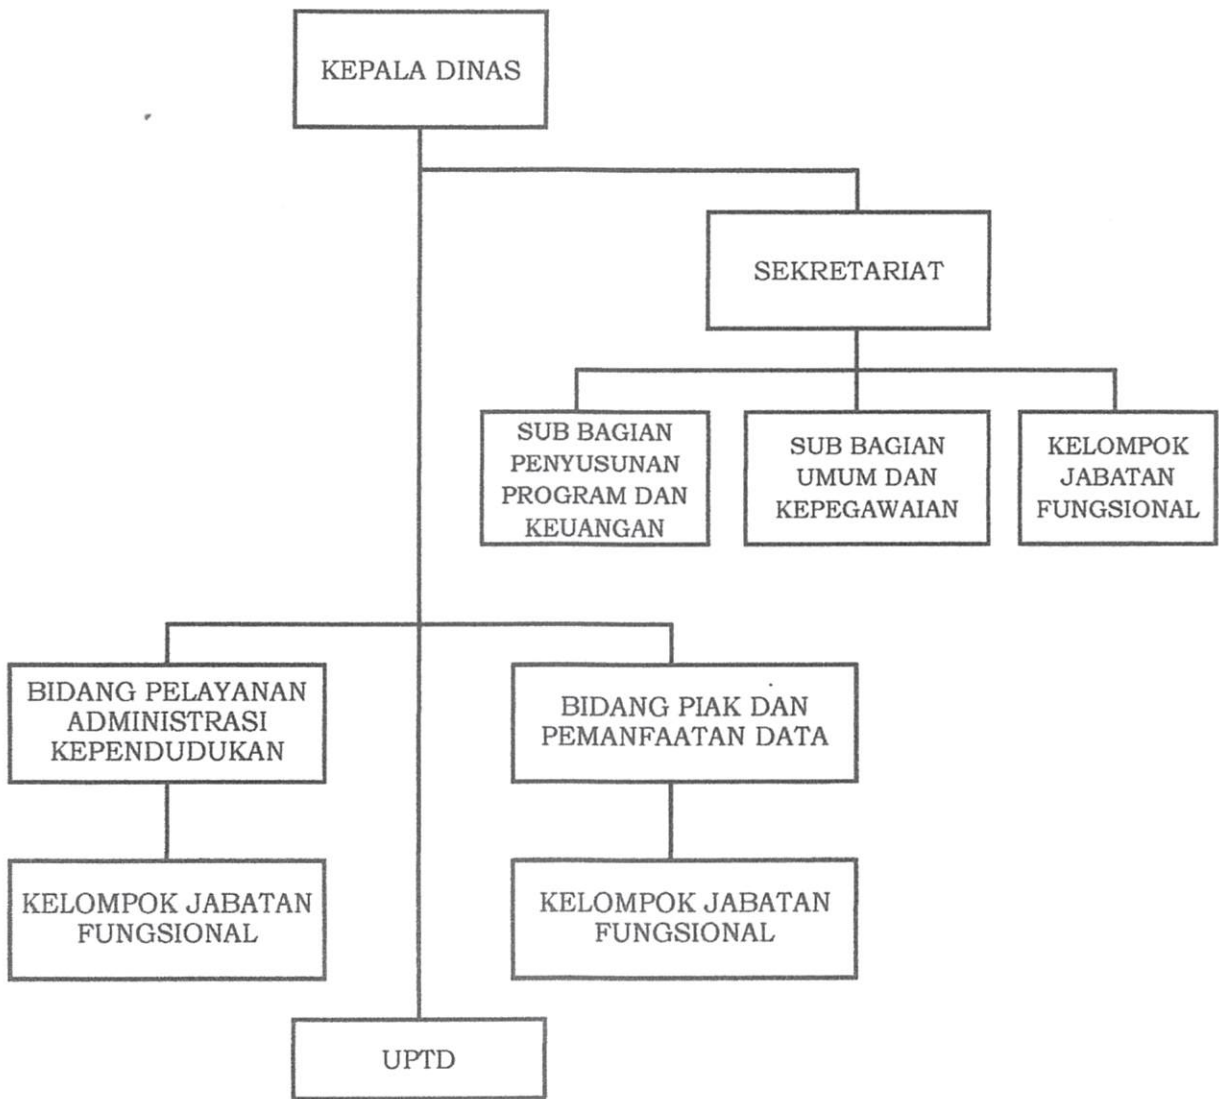 KEPALA DINAS
SEKRETARIAT
SUB BAGIAN
PENYUSUNAN
PROGRAM DAN
KEUANGAN
SUB BAGIAN
UMUM DAN
KEPEGAWAIAN
KELOMPOK
JABATAN
FUNGSIONAL
BIDANG PELAYANAN
ADMINISTRASI
KEPENDUDUKAN
BIDANG PIAK DAN
PEMANFAATAN DATA
KELOMPOK JABATAN
FUNGSIONAL
KELOMPOK JABATAN
FUNGSIONAL
UPTD